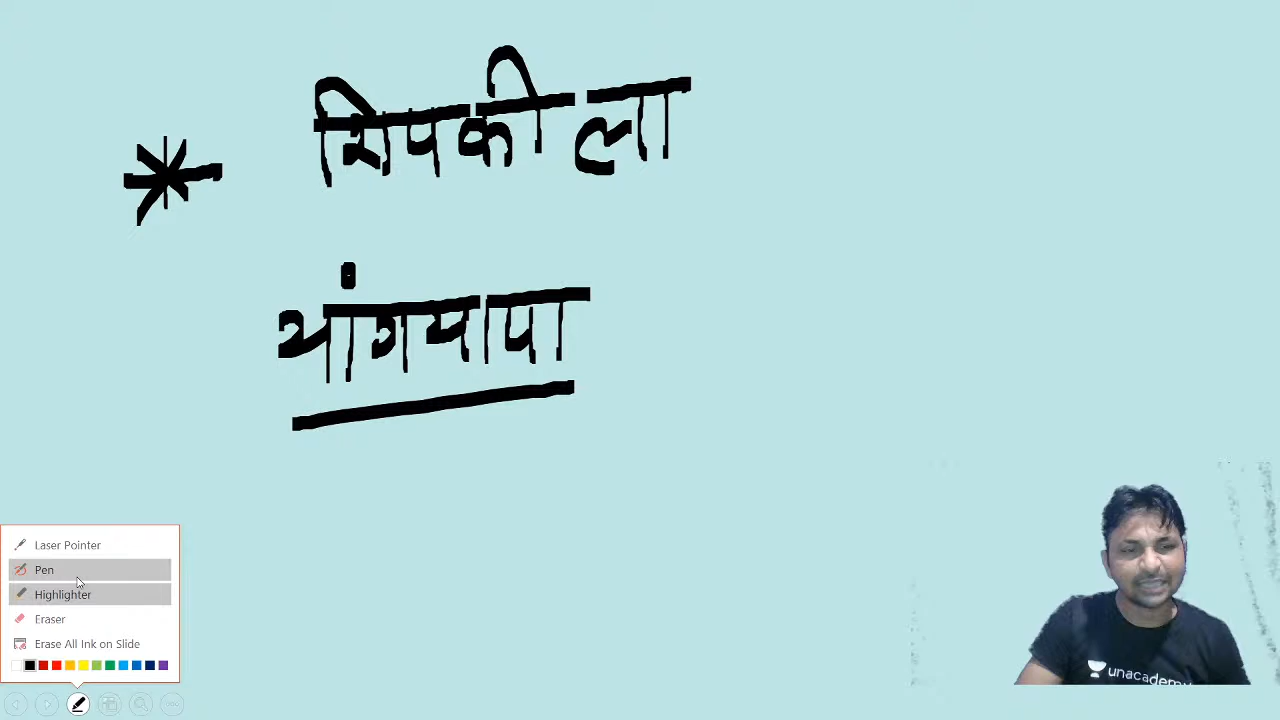 * शिपकी ला
थांगयापा
Laser Pointer
Pen
Highlighter
Eraser
Erase All Ink on Slide
unacademy